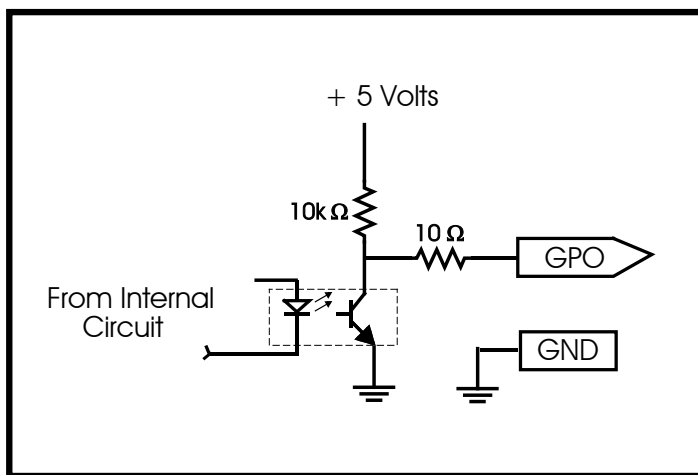 + 5 Volts
10k Ω
10 Ω
GPO
From Internal
Circuit
GND